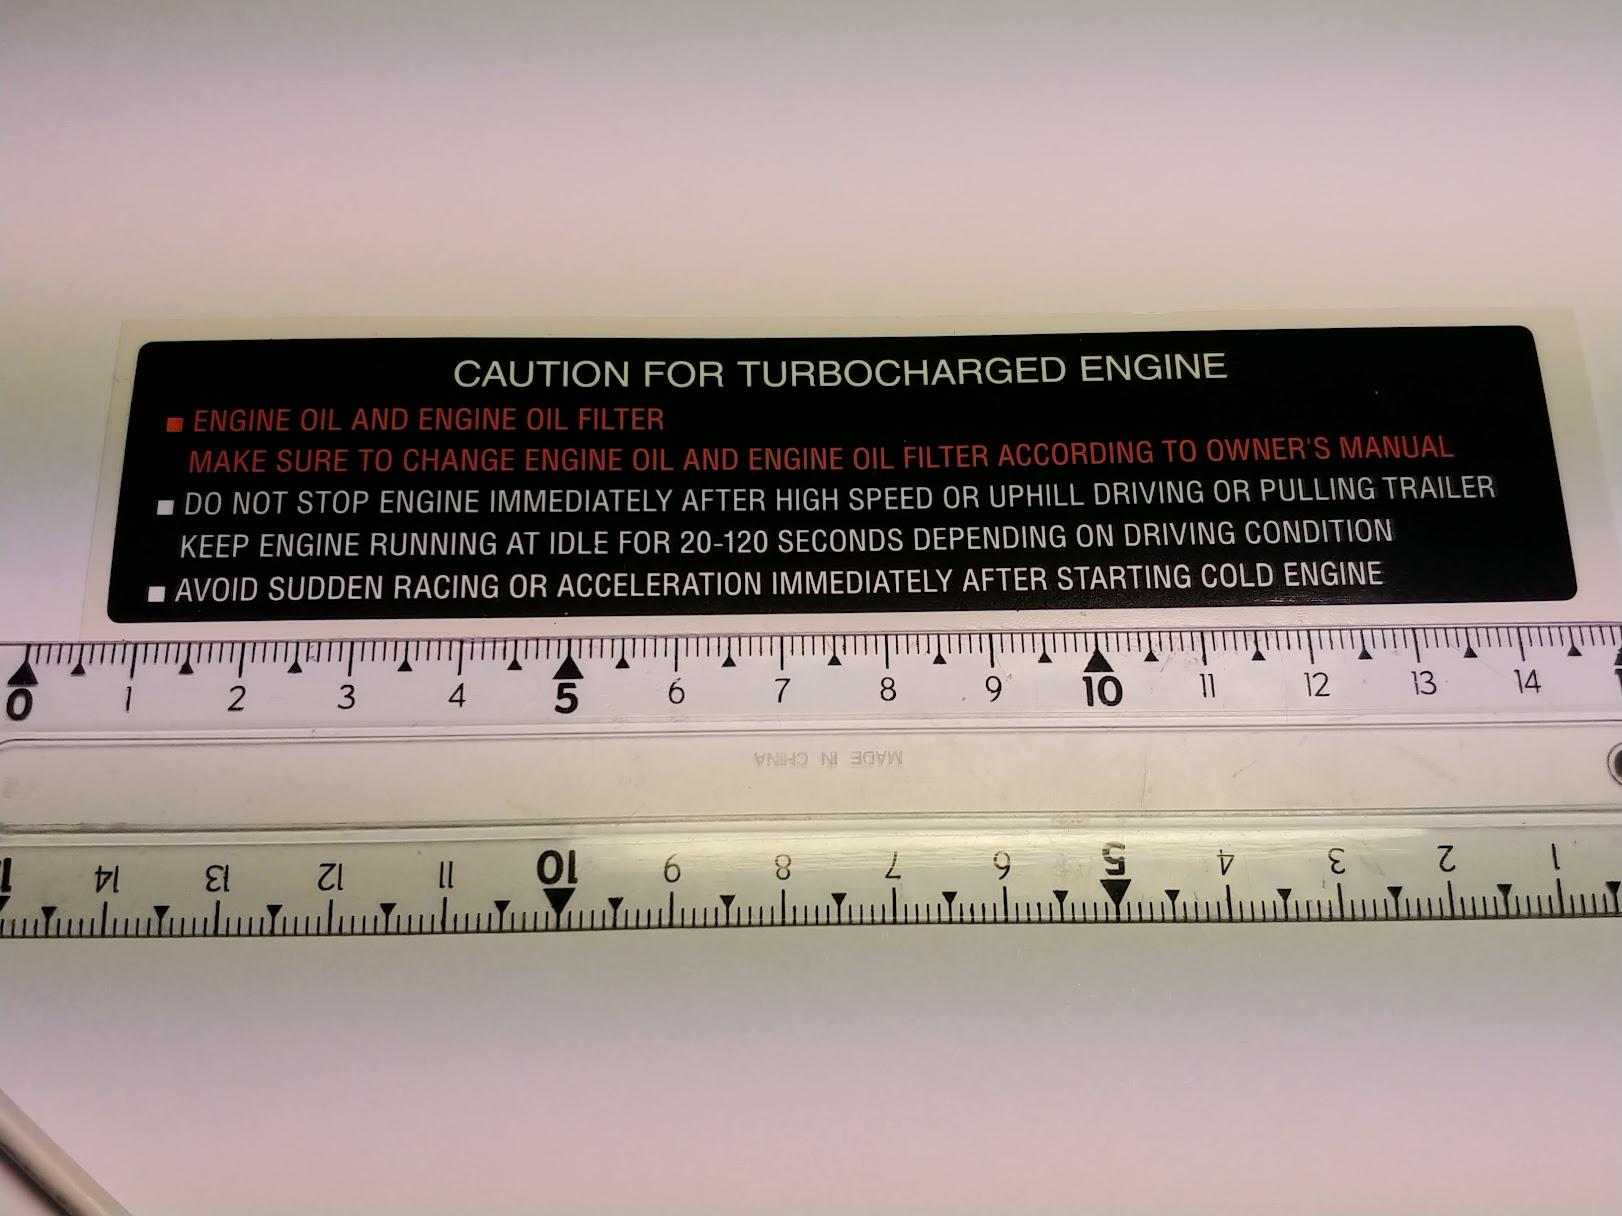 CAUTION FOR TURBOCHARGED ENGINE
■ ENGINE OIL AND ENGINE OIL FILTER
MAKE SURE TO CHANGE ENGINE OIL AND ENGINE OIL FILTER ACCORDING TO OWNER'S MANUAL
■ DO NOT STOP ENGINE IMMEDIATELY AFTER HIGH SPEED OR UPHILL DRIVING OR PULLING TRAILER
KEEP ENGINE RUNNING AT IDLE FOR 20-120 SECONDS DEPENDING ON DRIVING CONDITION
■ AVOID SUDDEN RACING OR ACCELERATION IMMEDIATELY AFTER STARTING COLD ENGINE
0 1 2 3 4 5 6 7 8 9 10 11 12 13 14
MADE IN CHINA
14 13 12 11 10 9 8 7 6 5 4 3 2 1